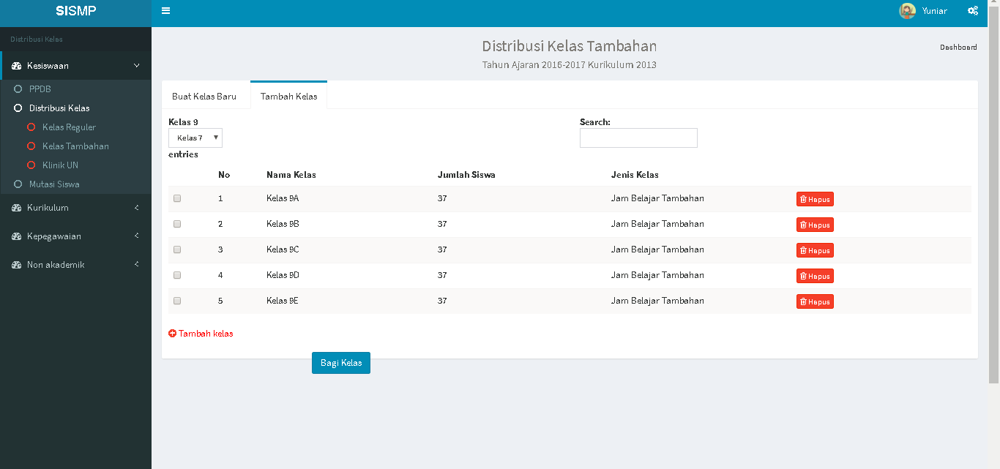 SISMP
Yuniar
Distribusi Kelas
Kesiswaan
PPDB
Distribusi Kelas
Kelas Reguler
Kelas Tambahan
Klinik UN
Mutasi Siswa
Kurikulum
Kepegawaian
Non akademik
Distribusi Kelas Tambahan
Tahun Ajaran 2016-2017 Kurikulum 2013
Dashboard
Buat Kelas Baru
Tambah Kelas
Kelas 9
Kelas 7
entries
Search:
No Nama Kelas Jumlah Siswa Jenis Kelas
1 Kelas 9A 37 Jam Belajar Tambahan Hapus
2 Kelas 9B 37 Jam Belajar Tambahan Hapus
3 Kelas 9C 37 Jam Belajar Tambahan Hapus
4 Kelas 9D 37 Jam Belajar Tambahan Hapus
5 Kelas 9E 37 Jam Belajar Tambahan Hapus
Tambah kelas
Bagi Kelas